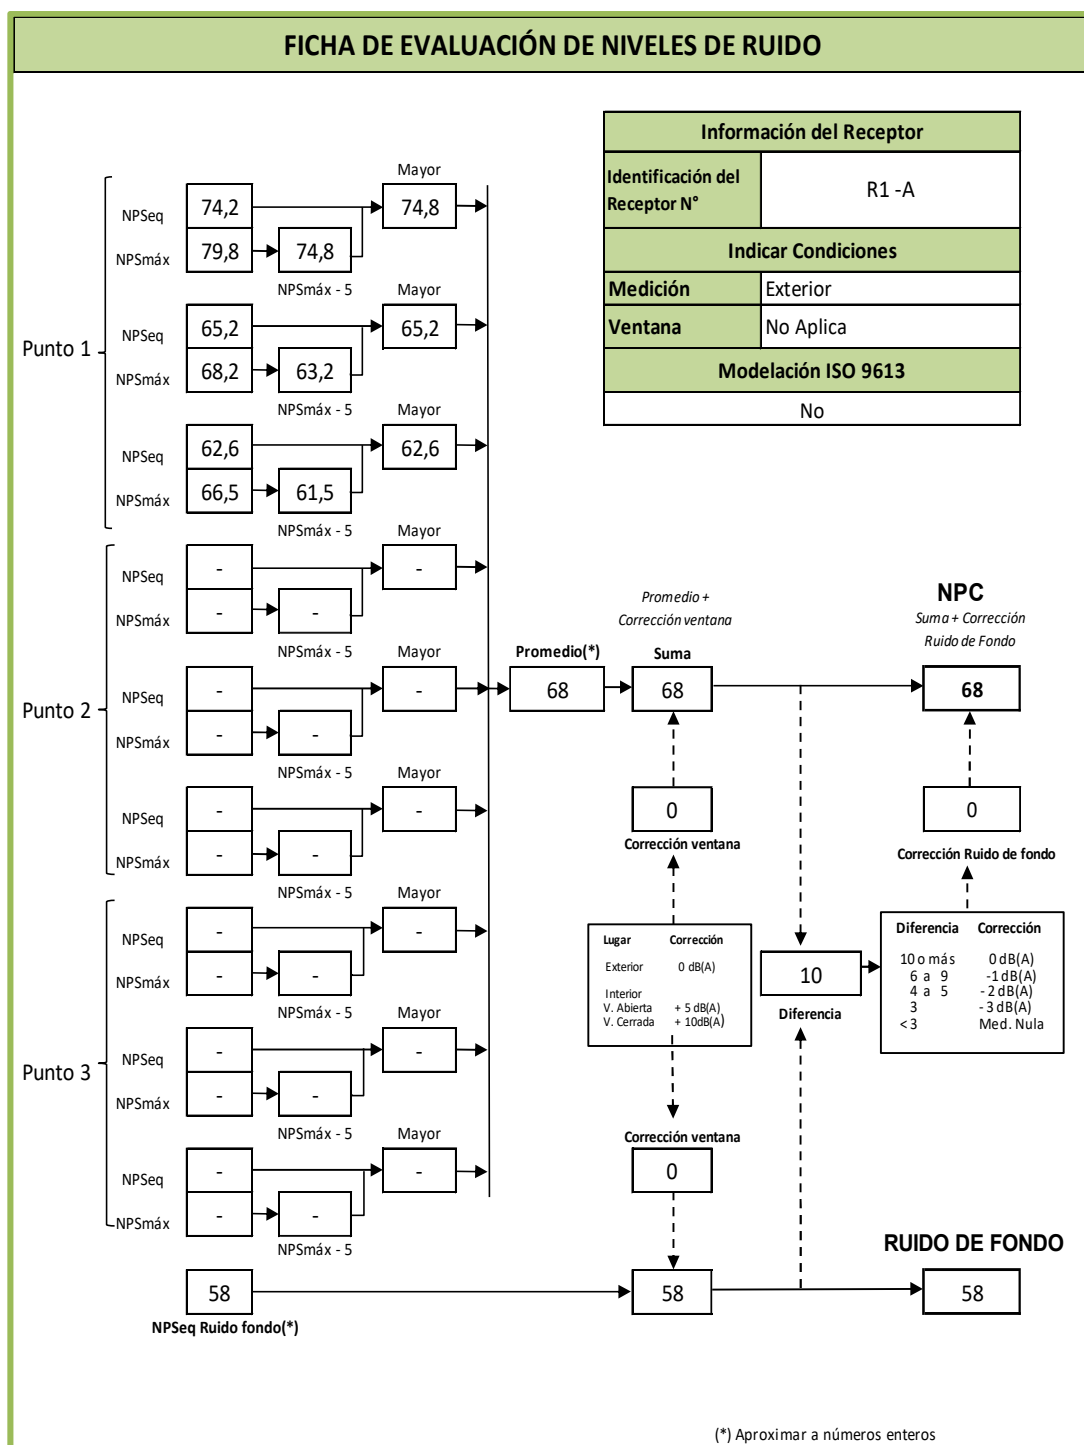 FICHA DE EVALUACIÓN DE NIVELES DE RUIDO
Información del Receptor
Identificación del
Receptor N°
R1 -A
Indicar Condiciones
Medición Exterior
Ventana No Aplica
Modelación ISO 9613
No
Punto 1
Mayor
NPSeq 74,2 74,8
NPSmáx 79,8 74,8
NPSmáx - 5
Mayor
NPSeq 65,2 65,2
NPSmáx 68,2 63,2
NPSmáx - 5
Mayor
NPSeq 62,6 62,6
NPSmáx 66,5 61,5
NPSmáx - 5
Punto 2
Mayor
NPSeq - -
NPSmáx - -
NPSmáx - 5
Mayor
NPSeq - -
NPSmáx - -
NPSmáx - 5
Mayor
NPSeq - -
NPSmáx - -
NPSmáx - 5
Punto 3
Mayor
NPSeq - -
NPSmáx - -
NPSmáx - 5
Mayor
NPSeq - -
NPSmáx - -
NPSmáx - 5
Mayor
NPSeq - -
NPSmáx - -
NPSmáx - 5
Promedio(*)
68
Promedio +
Corrección ventana
Suma
68
0
Corrección ventana
Lugar Corrección
Exterior 0 dB(A)
Interior
V. Abierta + 5 dB(A)
V. Cerrada + 10dB(A)
Corrección ventana
0
NPC
Suma + Corrección
Ruido de Fondo
68
0
Corrección Ruido de fondo
10
Diferencia
Diferencia Corrección
10 o más 0 dB(A)
6 a 9 -1 dB(A)
4 a 5 - 2 dB(A)
3 - 3 dB(A)
< 3 Med. Nula
RUIDO DE FONDO
58 58 58
NPSeq Ruido fondo(*)
(*) Aproximar a números enteros